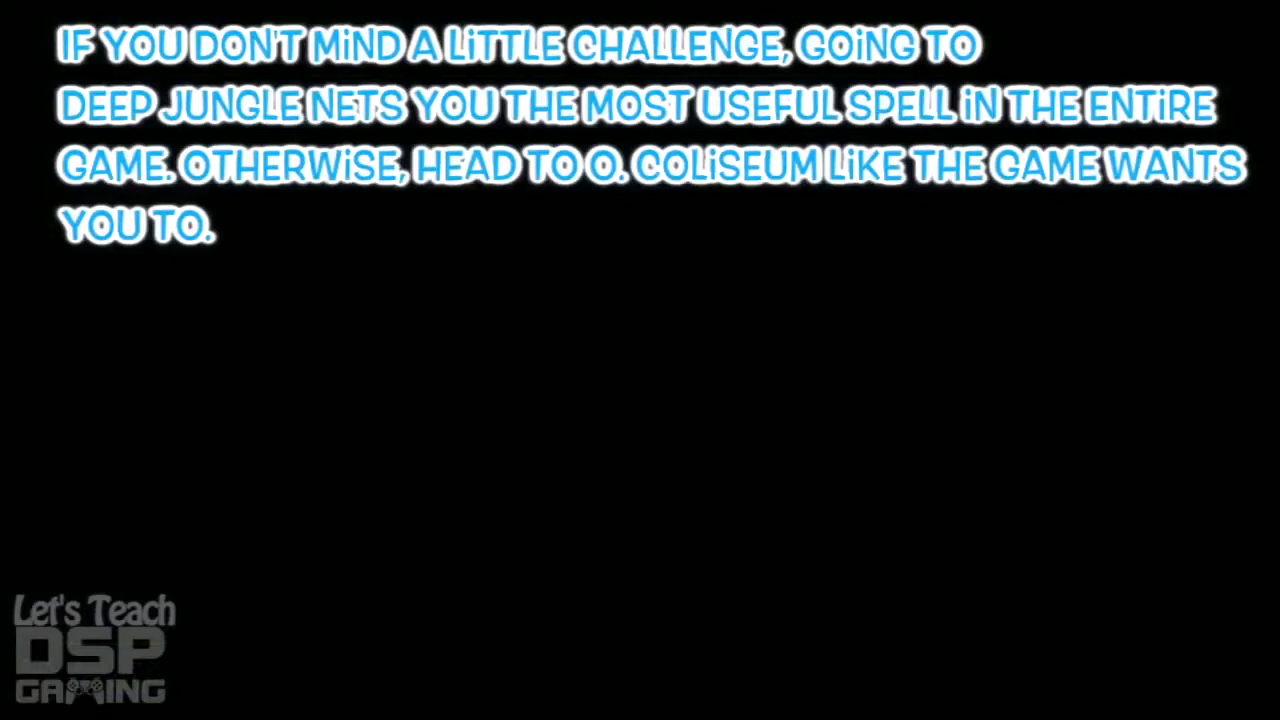 IF YOU DON'T MIND A LITTLE CHALLENGE, GOING TO
DEEP JUNGLE NETS YOU THE MOST USEFUL SPELL IN THE ENTIRE
GAME. OTHERWISE, HEAD TO O. COLISEUM LIKE THE GAME WANTS
YOU TO.
Let's Teach
DSP
GAMING